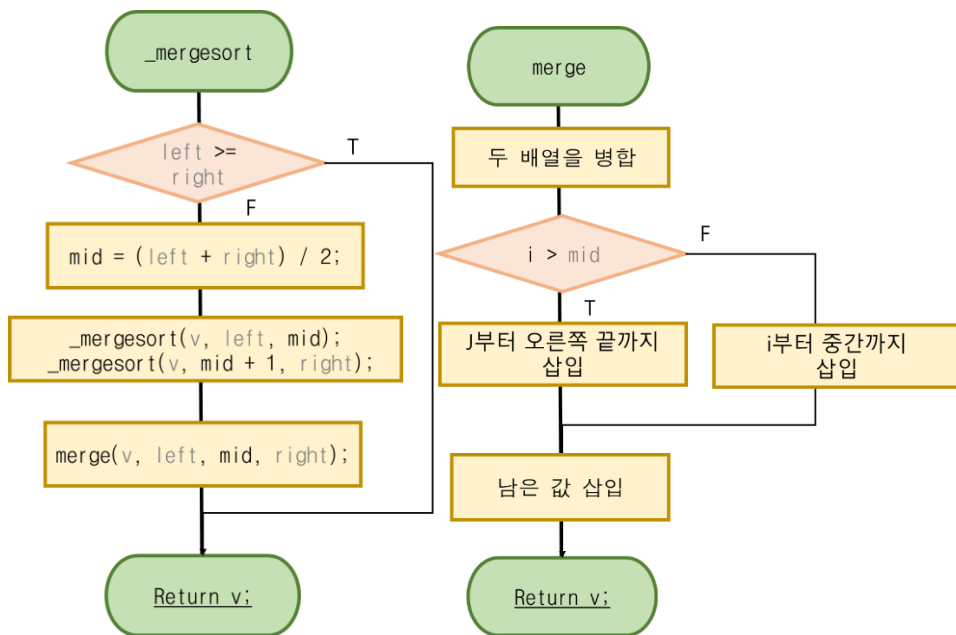 _mergesort
left >=
right
T
F
mid = (left + right) / 2;
_mergesort(v, left, mid);
_mergesort(v, mid + 1, right);
merge(v, left, mid, right);
Return v;
merge
두 배열을 병합
i > mid
F
T
J부터 오른쪽 끝까지
삽입
i부터 중간까지
삽입
남은 값 삽입
Return v;